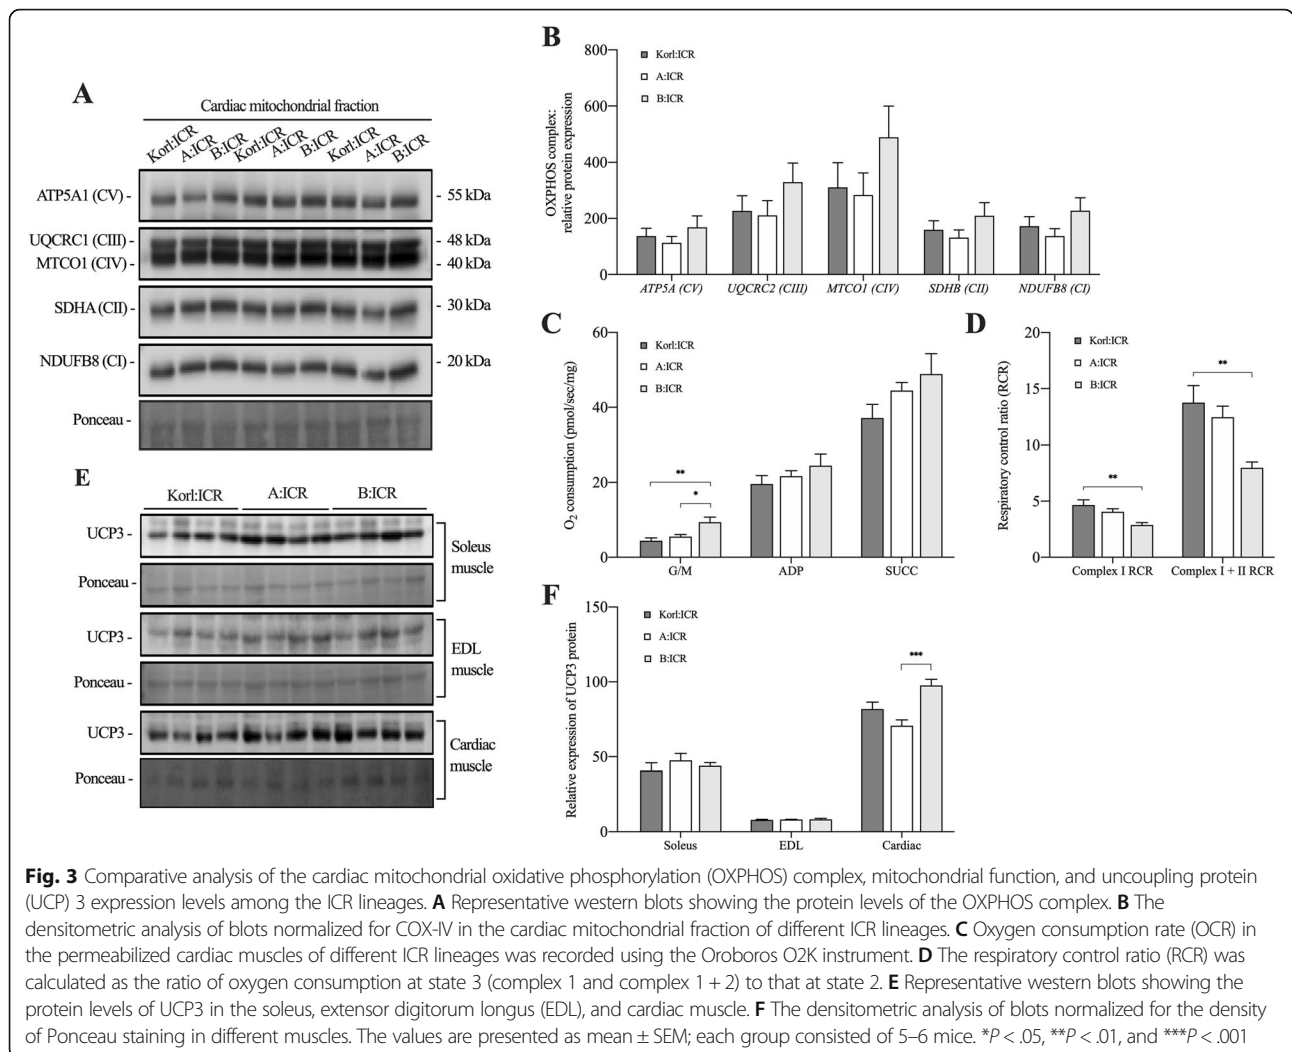 A
Cardiac mitochondrial fraction
Korl:ICR A:ICR B:ICR Korl:ICR A:ICR B:ICR Korl:ICR A:ICR B:ICR
ATP5A1 (CV) - - 55 kDa
UQCRC1 (CIII) - - 48 kDa
MTCO1 (CIV) - - 40 kDa
SDHA (CII) - - 30 kDa
NDUFB8 (CI) - - 20 kDa
Ponceau -
B
OXPHOS complex:
relative protein expression
800
600
400
200
0
Korl:ICR
A:ICR
B:ICR
ATP5A (CV) UQCRC2 (CIII) MTCO1 (CIV) SDHB (CII) NDUFB8 (CI)
C
O2 consumption (pmol/sec/mg)
60
40
20
0
Korl:ICR
A:ICR
B:ICR
**
*
G/M ADP SUCC
D
Respiratory control ratio (RCR)
20
15
10
5
0
Korl:ICR
A:ICR
B:ICR
**
**
Complex I RCR Complex I + II RCR
E
Korl:ICR A:ICR B:ICR
UCP3 -
Ponceau -
Soleus
muscle
UCP3 -
Ponceau -
EDL
muscle
UCP3 -
Ponceau -
Cardiac
muscle
F
Relative expression of UCP3 protein
150
100
50
0
Korl:ICR
A:ICR
B:ICR
***
Soleus EDL Cardiac
Fig. 3 Comparative analysis of the cardiac mitochondrial oxidative phosphorylation (OXPHOS) complex, mitochondrial function, and uncoupling protein
(UCP) 3 expression levels among the ICR lineages. A Representative western blots showing the protein levels of the OXPHOS complex. B The
densitometric analysis of blots normalized for COX-IV in the cardiac mitochondrial fraction of different ICR lineages. C Oxygen consumption rate (OCR) in
the permeabilized cardiac muscles of different ICR lineages was recorded using the Oroboros O2K instrument. D The respiratory control ratio (RCR) was
calculated as the ratio of oxygen consumption at state 3 (complex 1 and complex 1 + 2) to that at state 2. E Representative western blots showing the
protein levels of UCP3 in the soleus, extensor digitorum longus (EDL), and cardiac muscle. F The densitometric analysis of blots normalized for the density
of Ponceau staining in different muscles. The values are presented as mean ± SEM; each group consisted of 5–6 mice. *P < .05, **P < .01, and ***P < .001